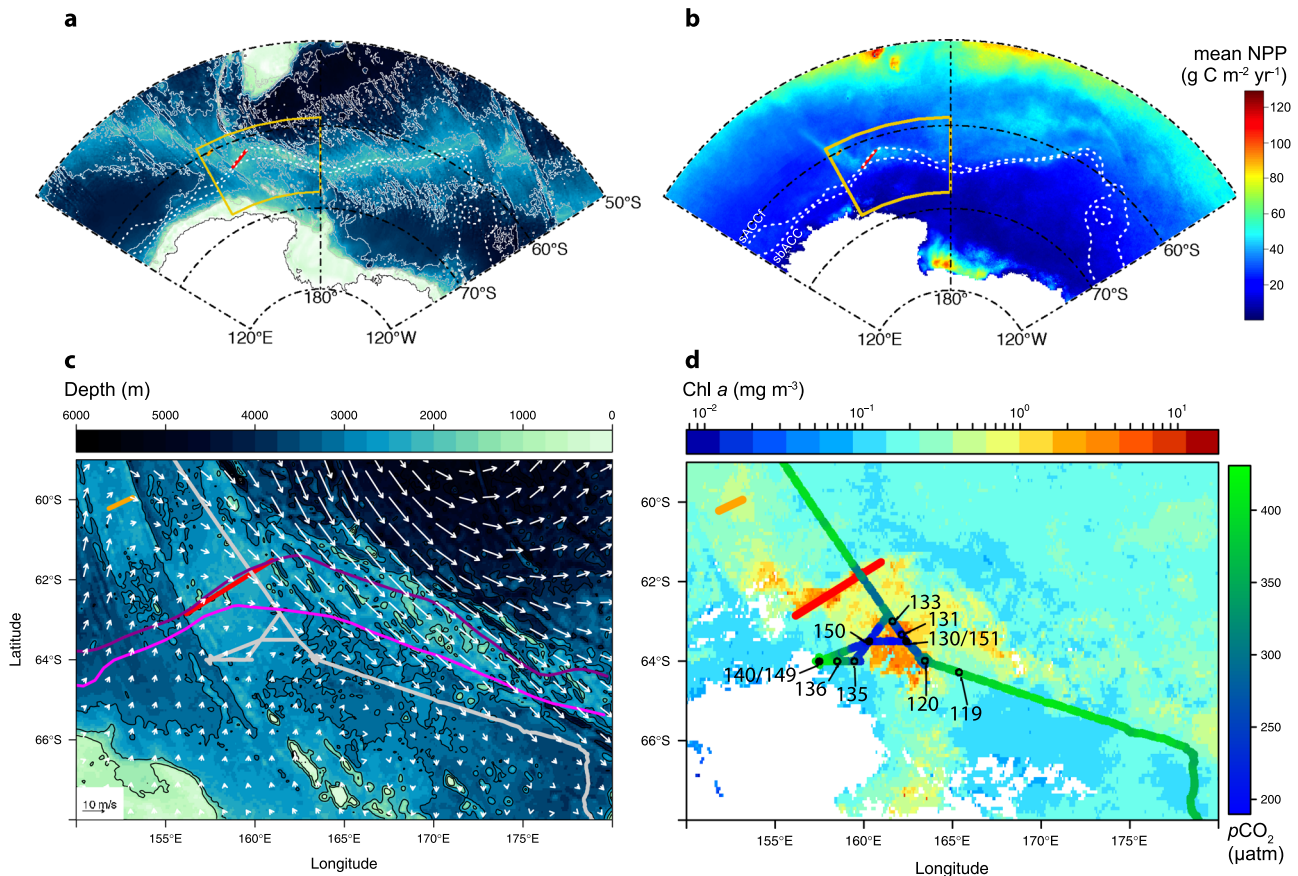 a
50°S
60°S
70°S
180°
120°E
120°W
b
mean NPP
(g C m⁻² yr⁻¹)
120
100
80
60
40
20
sACCf
sbACC
60°S
70°S
180°
120°E
120°W
c
Depth (m)
6000 5000 4000 3000 2000 1000 0
Latitude
60°S
62°S
64°S
66°S
10 m/s
155°E 160°E 165°E 170°E 175°E
Longitude
d
Chl a (mg m⁻³)
10⁻² 10⁻¹ 10⁰ 10¹
60°S
62°S
64°S
66°S
133
131
150
130/151
140/149
136
135
120
119
155°E 160°E 165°E 170°E 175°E
Longitude
400
350
300
250
200
pCO₂
(µatm)